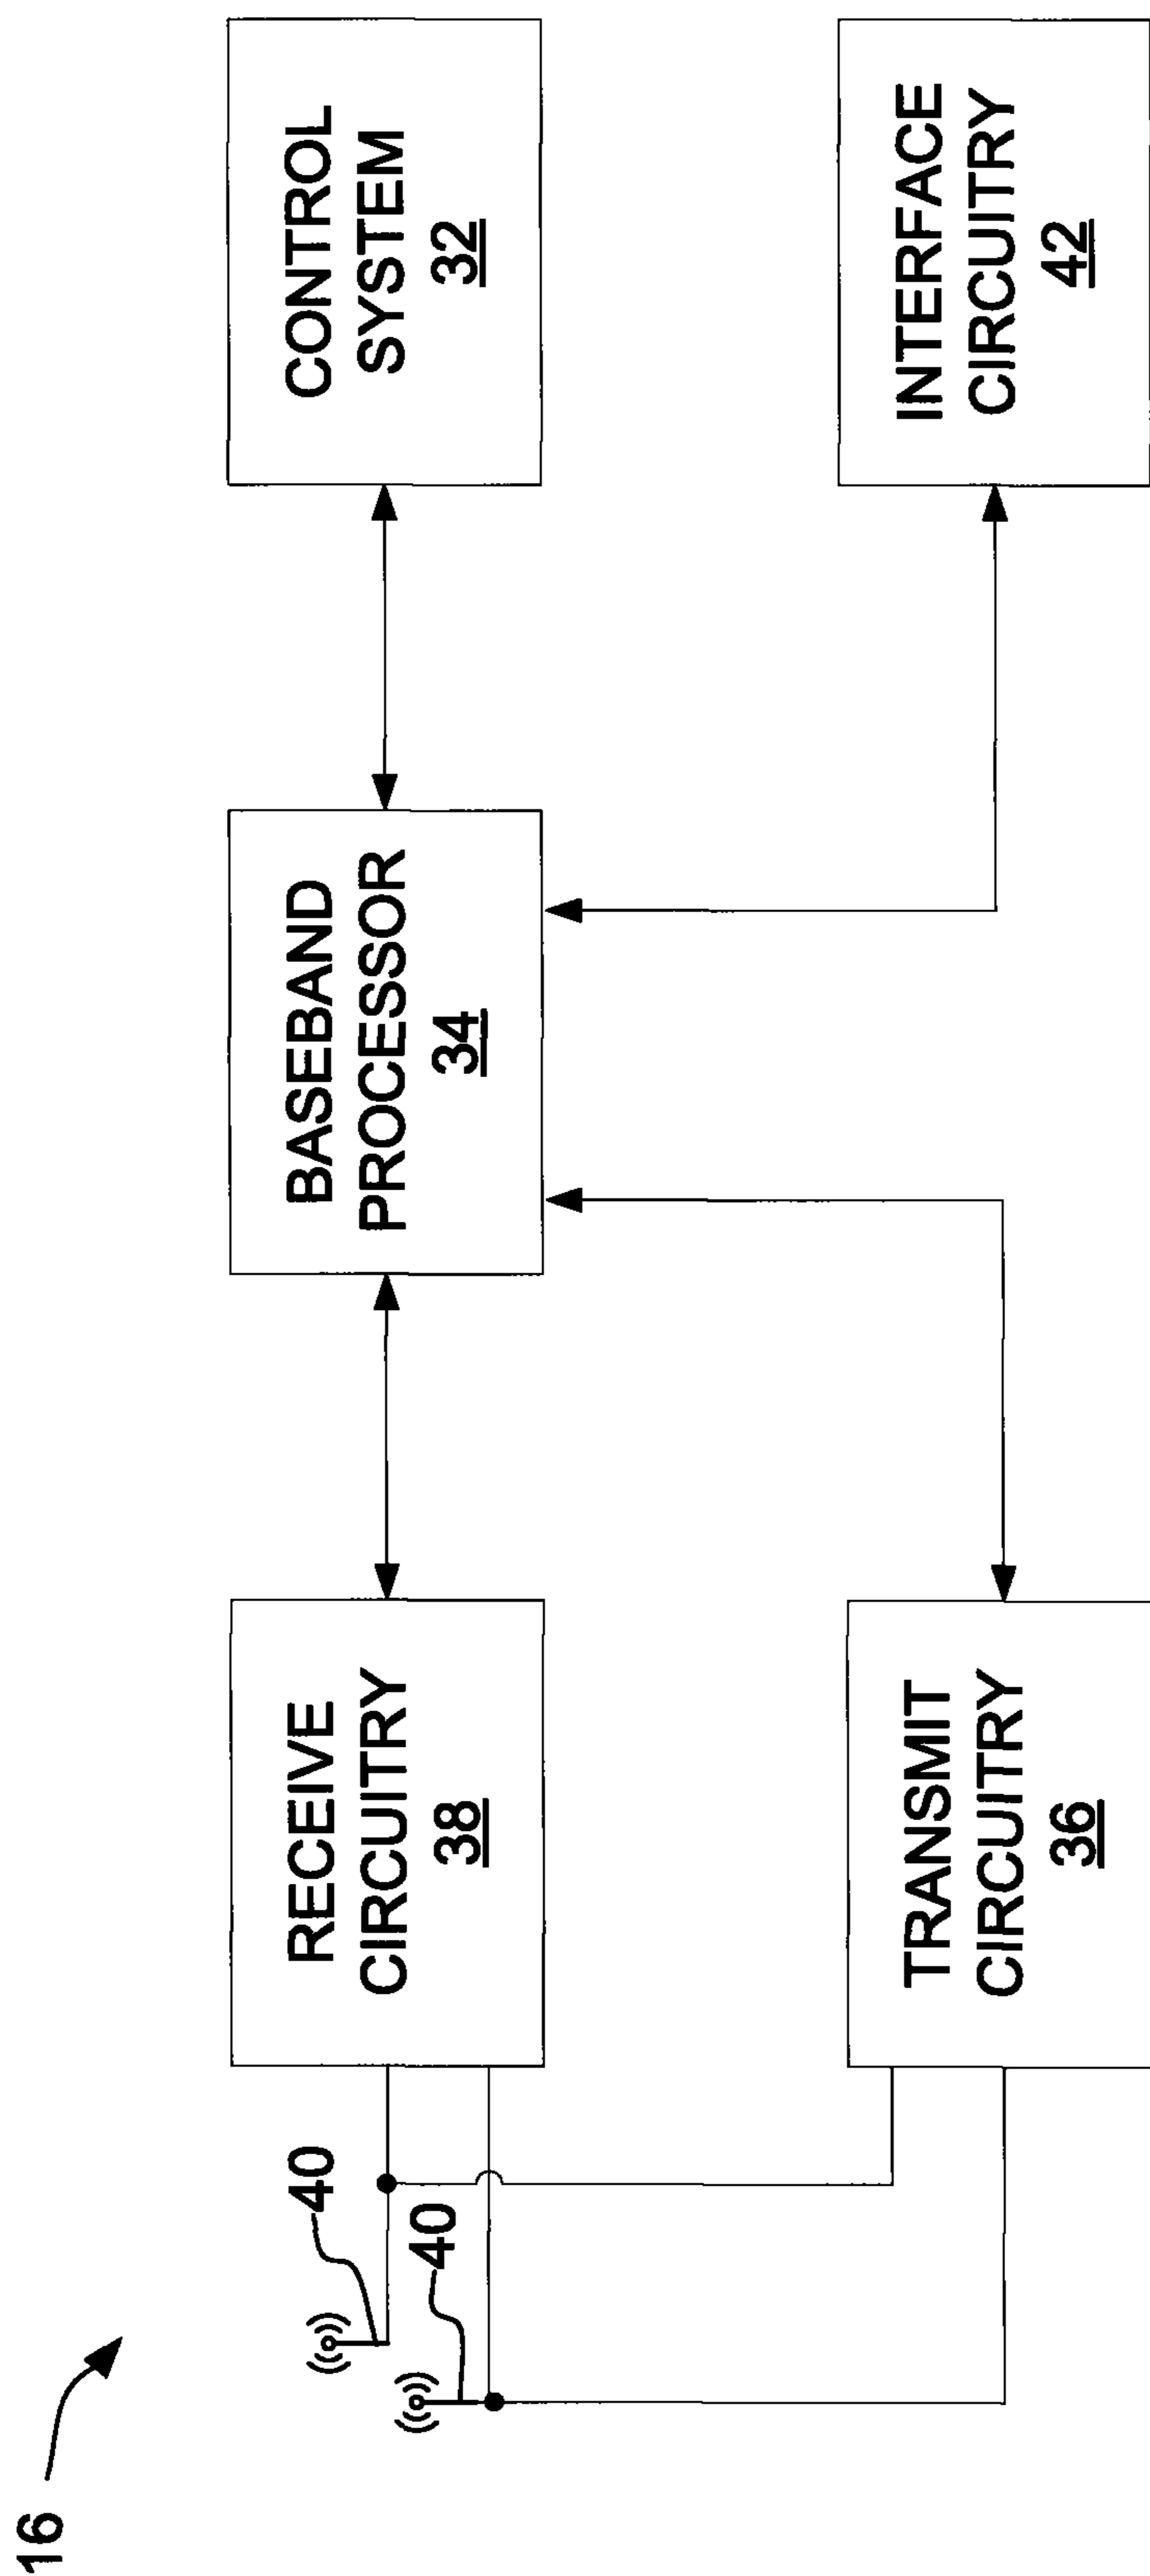 16
40
40
RECEIVE
CIRCUITRY
38
BASEBAND
PROCESSOR
34
CONTROL
SYSTEM
32
TRANSMIT
CIRCUITRY
36
INTERFACE
CIRCUITRY
42